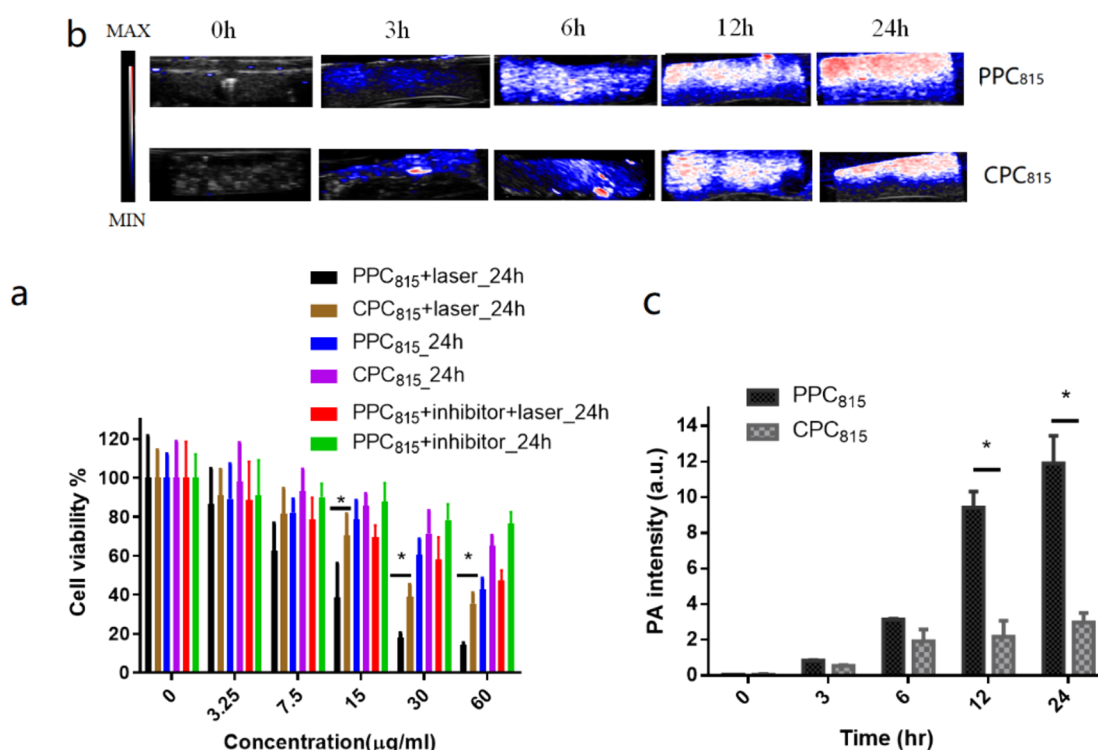 b
MAX
0h 3h 6h 12h 24h
PPC₈₁₅
CPC₈₁₅
MIN
a
PPC₈₁₅+laser_24h
CPC₈₁₅+laser_24h
PPC₈₁₅_24h
CPC₈₁₅_24h
PPC₈₁₅+inhibitor+laser_24h
PPC₈₁₅+inhibitor_24h
Cell viability %
120
100
80
60
40
20
0
* * *
0 3.25 7.5 15 30 60
Concentration(μg/ml)
c
PPC₈₁₅
CPC₈₁₅
PA intensity (a.u.)
14
12
10
8
6
4
2
0
* *
0 3 6 12 24
Time (hr)